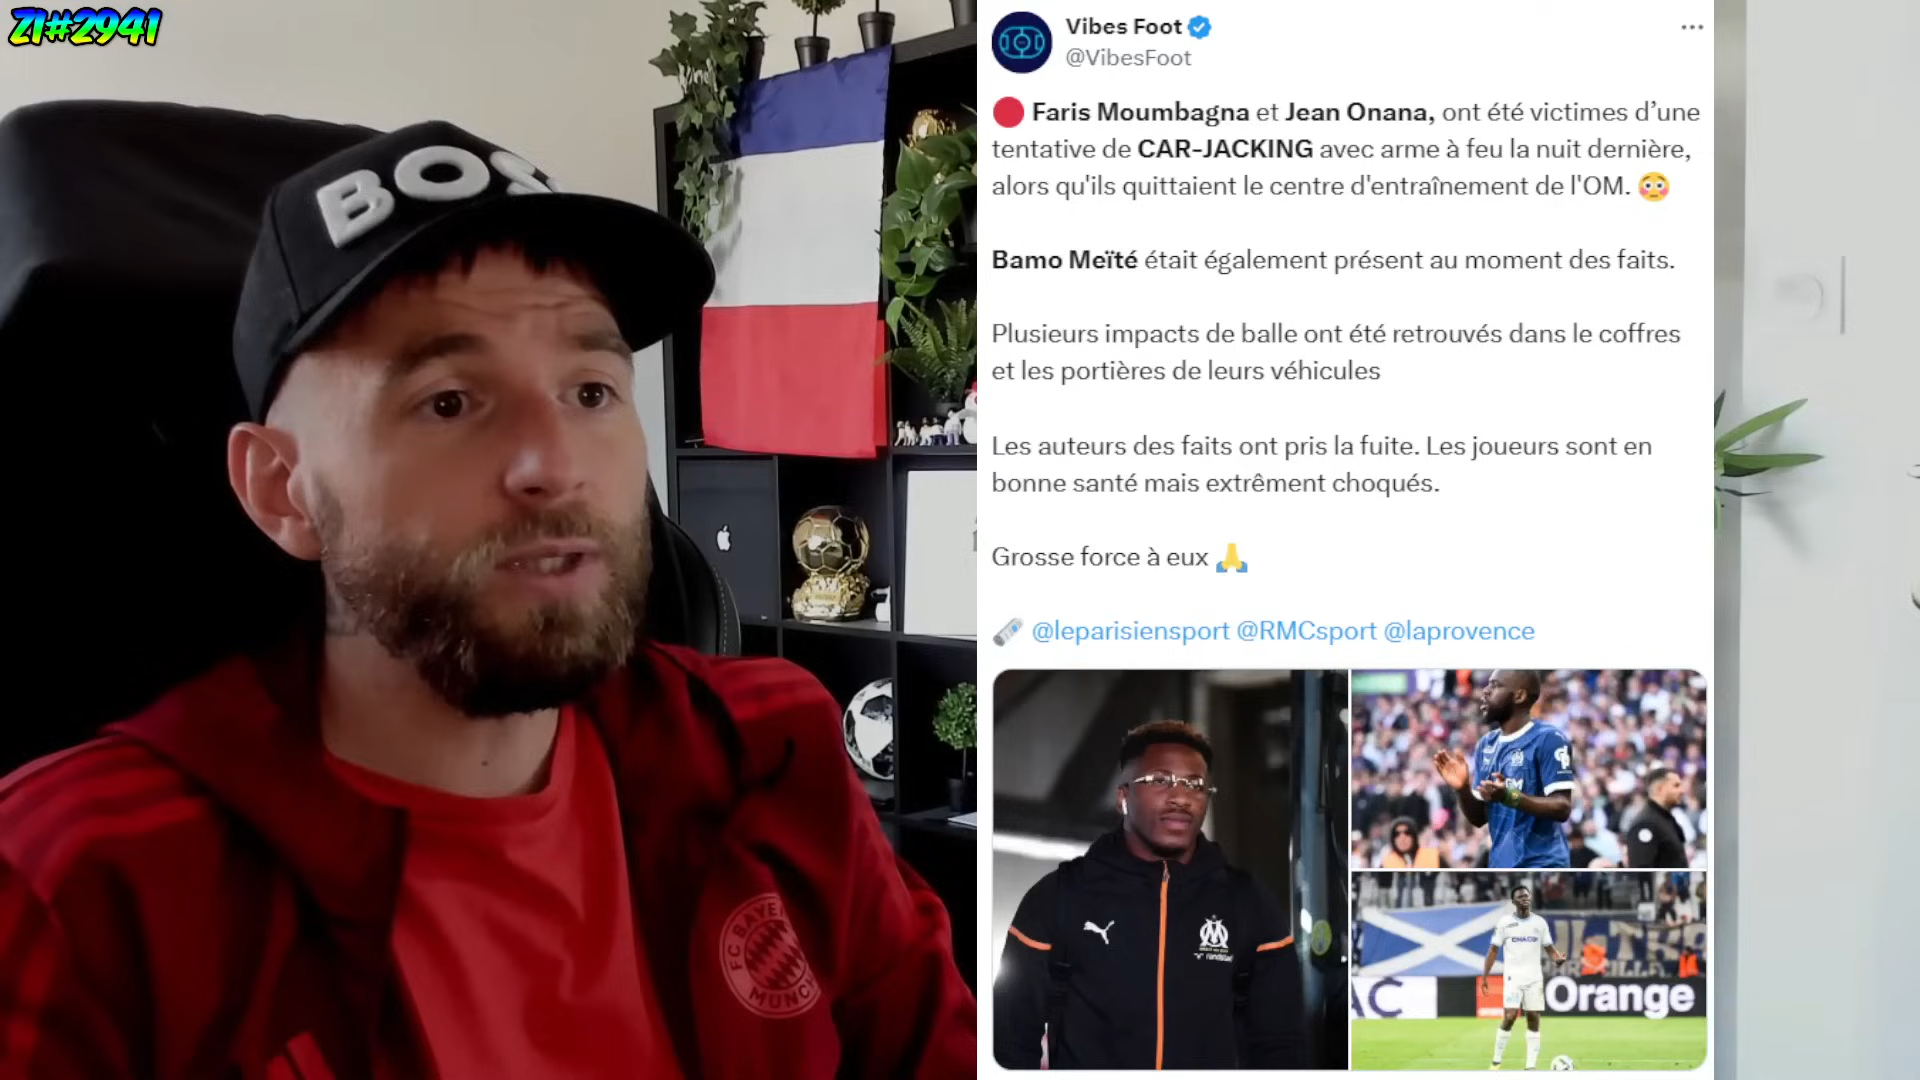 ZI#2941
BOS
Vibes Foot
@VibesFoot
Faris Moumbagna et Jean Onana, ont été victimes d’une
tentative de CAR-JACKING avec arme à feu la nuit dernière,
alors qu'ils quittaient le centre d'entraînement de l'OM. 😳
Bamo Meïté était également présent au moment des faits.
Plusieurs impacts de balle ont été retrouvés dans le coffres
et les portières de leurs véhicules
Les auteurs des faits ont pris la fuite. Les joueurs sont en
bonne santé mais extrêment choqués.
Grosse force à eux 🙏
🗞️ @leparisiensport @RMCsport @laprovence
FC BAYE
MÜNC
randstad
Orange